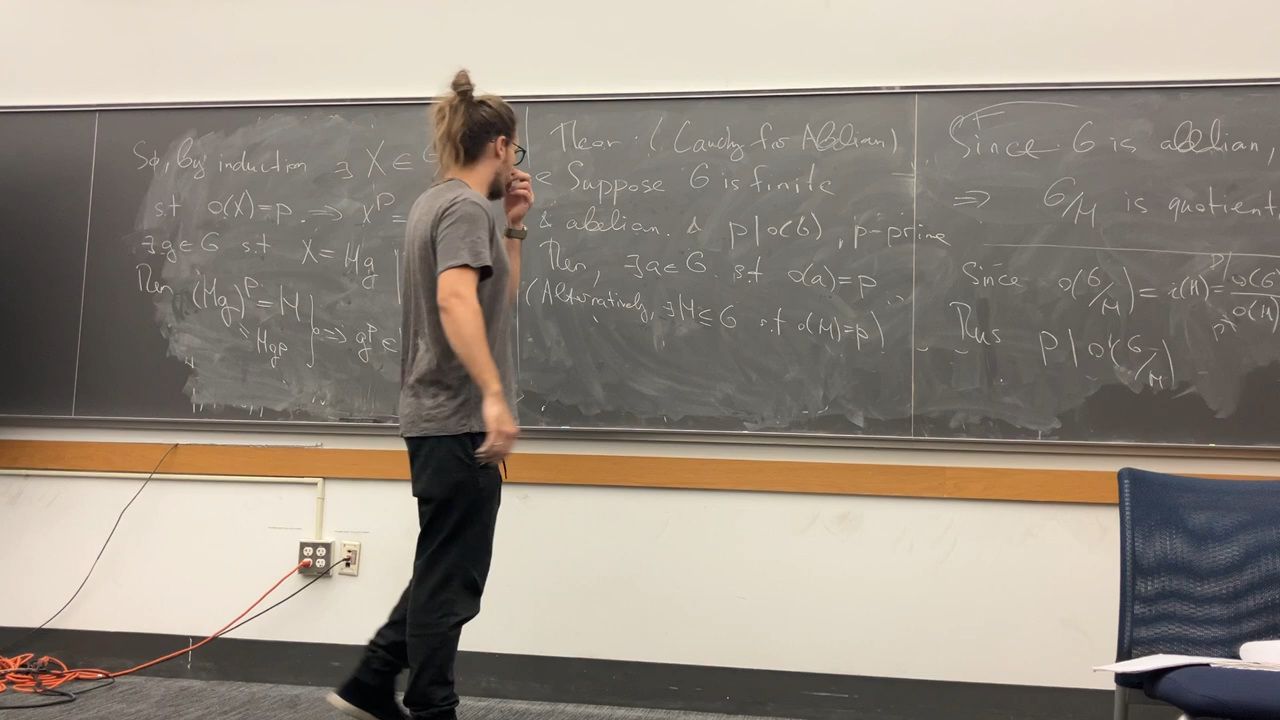 So, by induction ∃ X ∈
s.t o(X)=p. ⇒ x^p =
∃ g ∈ G s.t X = Mg
Then (Mg)^p = M
Mg^p } ⇒ g^p ∈
Theor. (Cauchy for Abelian)
Suppose G is finite
& abelian. & p | o(G), p-prime
Then, ∃ a ∈ G. s.t o(a)=p
(Alternatively, ∃ M ≤ G s.t o(M)=p)
Since G is abelian,
⇒ G/M is quotient
Since o(G/M) = i(M) = o(G)/o(M)
Thus p | o(G/M)